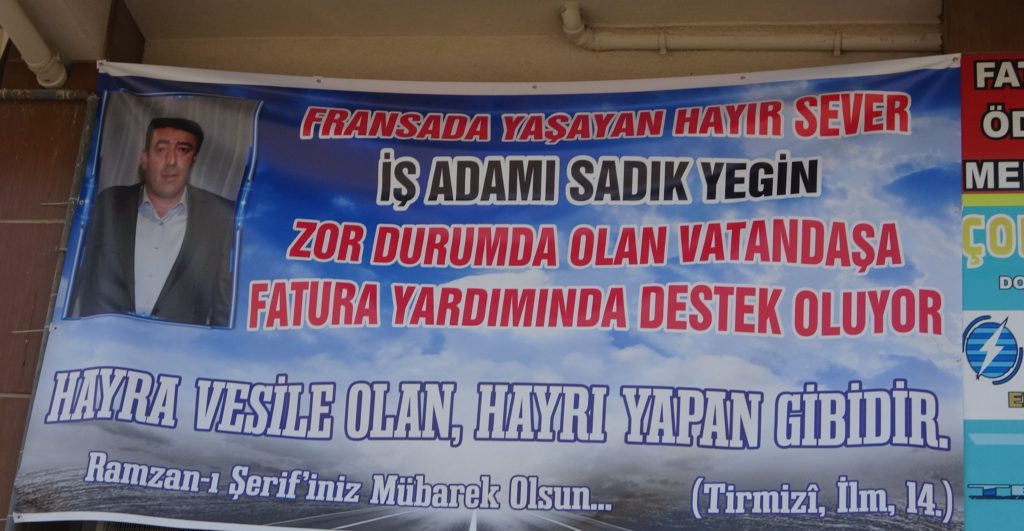 FRANSADA YAŞAYAN HAYIR SEVER
İŞ ADAMI SADIK YEGİN
ZOR DURUMDA OLAN VATANDAŞA
FATURA YARDIMINDA DESTEK OLUYOR
HAYRA VESİLE OLAN, HAYRI YAPAN GİBİDİR.
Ramzan-ı Şerif'iniz Mübarek Olsun... (Tirmizî, İlm, 14.)